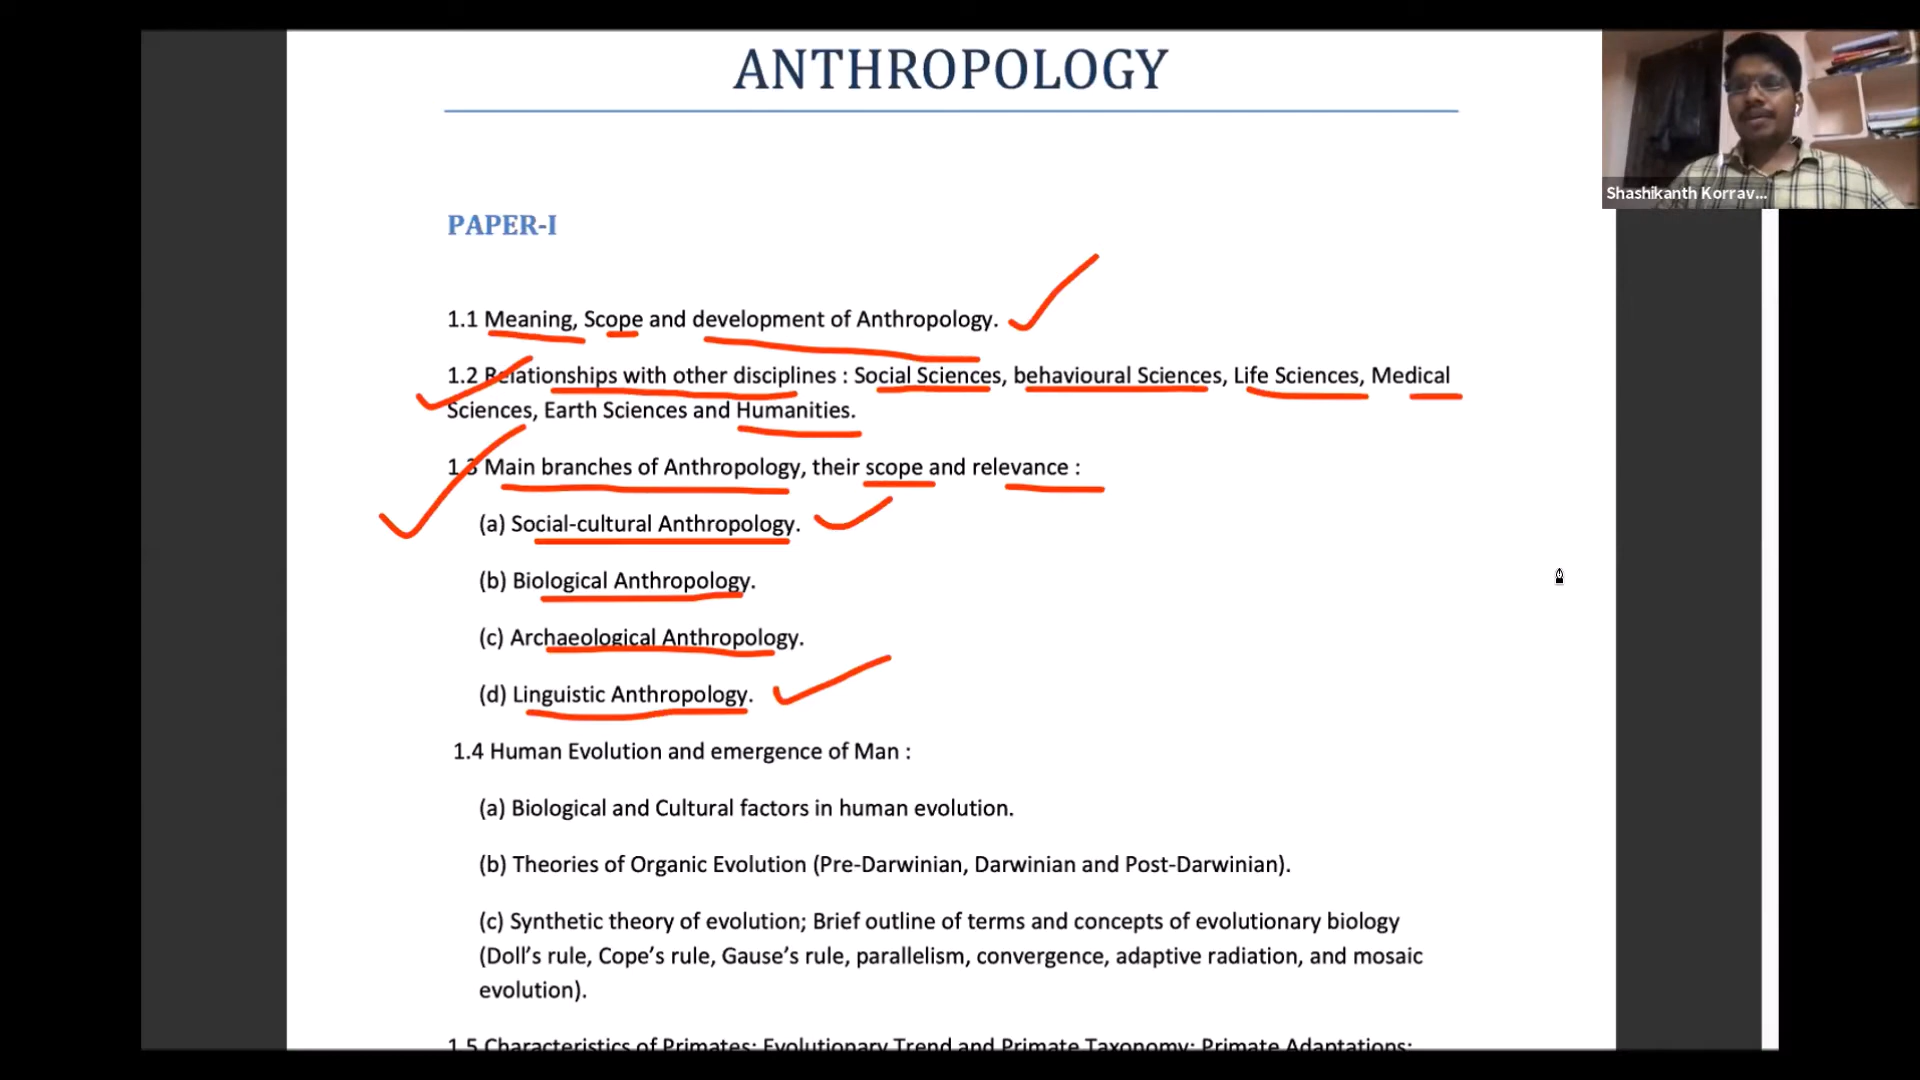 ANTHROPOLOGY
Shashikanth Korrav...
PAPER-I
1.1 Meaning, Scope and development of Anthropology.
1.2 Relationships with other disciplines : Social Sciences, behavioural Sciences, Life Sciences, Medical
Sciences, Earth Sciences and Humanities.
1.3 Main branches of Anthropology, their scope and relevance :
(a) Social-cultural Anthropology.
(b) Biological Anthropology.
(c) Archaeological Anthropology.
(d) Linguistic Anthropology.
1.4 Human Evolution and emergence of Man :
(a) Biological and Cultural factors in human evolution.
(b) Theories of Organic Evolution (Pre-Darwinian, Darwinian and Post-Darwinian).
(c) Synthetic theory of evolution; Brief outline of terms and concepts of evolutionary biology
(Doll’s rule, Cope’s rule, Gause’s rule, parallelism, convergence, adaptive radiation, and mosaic
evolution).
1.5 Characteristics of Primates; Evolutionary Trend and Primate Taxonomy; Primate Adaptations;